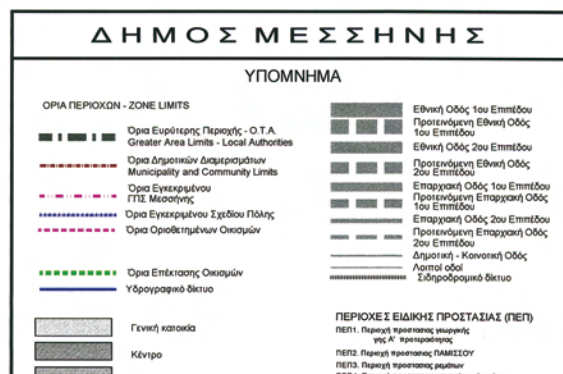 ΔΗΜΟΣ ΜΕΣΣΗΝΗΣ
ΥΠΟΜΝΗΜΑ
ΟΡΙΑ ΠΕΡΙΟΧΩΝ - ZONE LIMITS
Όρια Ευρύτερης Περιοχής - Ο.Τ.Α.
Greater Area Limits - Local Authorities
Όρια Δημοτικών Διαμερισμάτων
Municipality and Community Limits
Όρια Εγκεκριμένου
ΓΠΣ Μεσσήνης
Όρια Εγκεκριμένου Σχεδίου Πόλης
Όρια Οριοθετημένων Οικισμών
Όρια Επέκτασης Οικισμών
Υδρογραφικό δίκτυο
Γενική κατοικία
Κέντρο
Εθνική Οδός 1ου Επιπέδου
Προτεινόμενη Εθνική Οδός
1ου Επιπέδου
Εθνική Οδός 2ου Επιπέδου
Προτεινόμενη Εθνική Οδός
2ου Επιπέδου
Επαρχιακή Οδός 1ου Επιπέδου
Προτεινόμενη Επαρχιακή Οδός
1ου Επιπέδου
Επαρχιακή Οδός 2ου Επιπέδου
Προτεινόμενη Επαρχιακή Οδός
2ου Επιπέδου
Δημοτική - Κοινοτική Οδός
Λοιποί οδοί
Σιδηροδρομικό δίκτυο
ΠΕΡΙΟΧΕΣ ΕΙΔΙΚΗΣ ΠΡΟΣΤΑΣΙΑΣ (ΠΕΠ)
ΠΕΠ1. Περιοχή προστασίας γεωργικής
γης Α' προτεραιότητας
ΠΕΠ2. Περιοχή προστασίας ΠΑΜΙΣΣΟΥ
ΠΕΠ3. Περιοχή προστασίας ρεμάτων